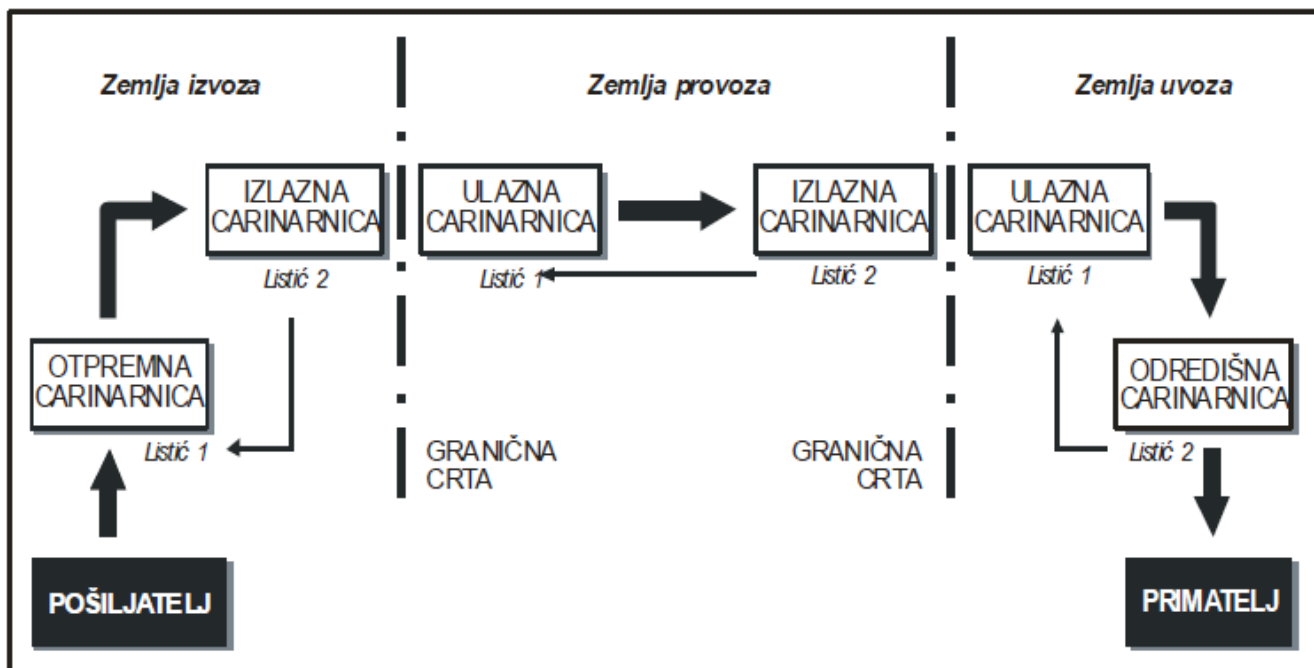 Zemlja izvoza
Zemlja provoza
Zemlja uvoza
IZLAZNA
CARINARNICA
Listić 2
ULAZNA
CARINARNICA
Listić 1
IZLAZNA
CARINARNICA
Listić 2
ULAZNA
CARINARNICA
Listić 1
OTPREMNA
CARINARNICA
Listić 1
ODREDIŠNA
CARINARNICA
Listić 2
GRANIČNA
CRTA
GRANIČNA
CRTA
POŠILJATELJ
PRIMATELJ